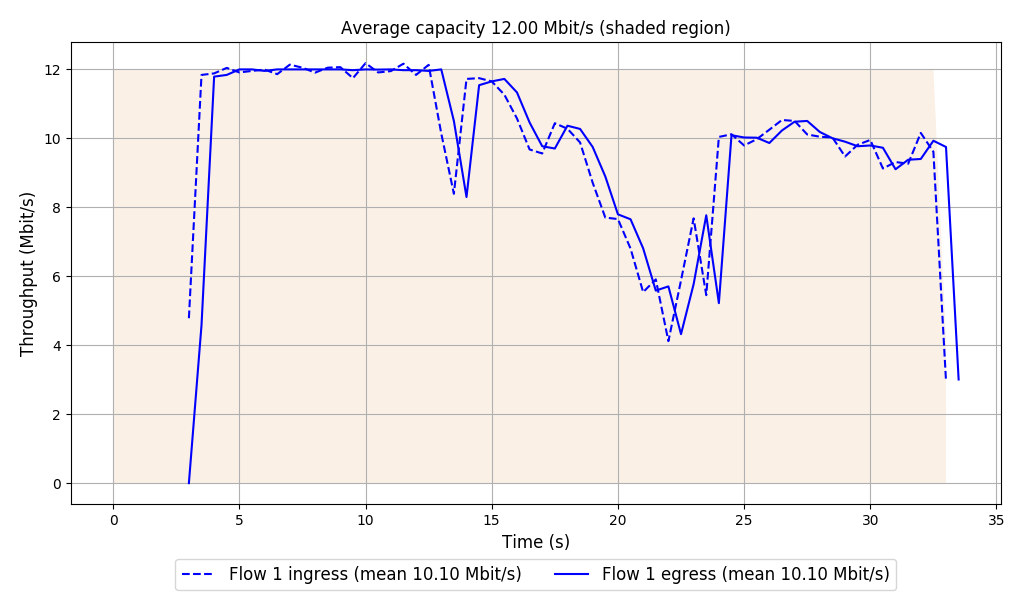 Average capacity 12.00 Mbit/s (shaded region)
Throughput (Mbit/s)
12
10
8
6
4
2
0
0 5 10 15 20 25 30 35
Time (s)
Flow 1 ingress (mean 10.10 Mbit/s) Flow 1 egress (mean 10.10 Mbit/s)